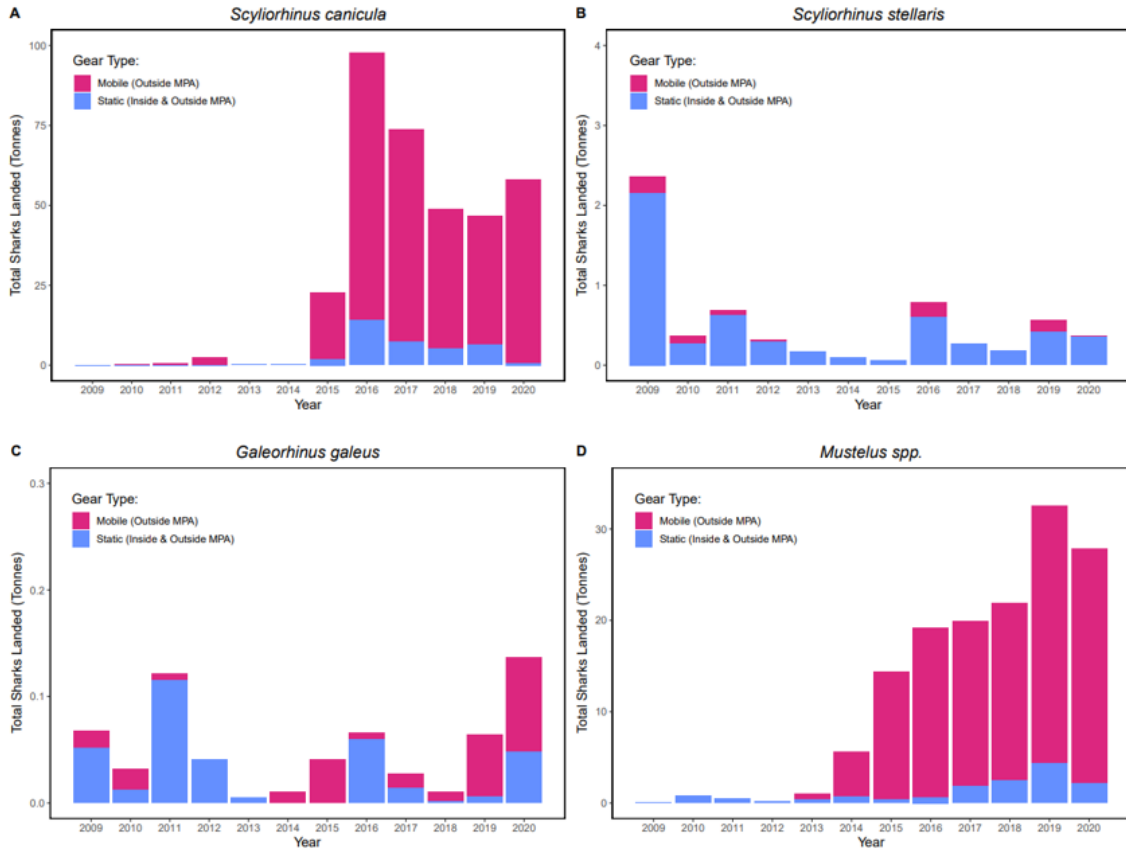 A
Scyliorhinus canicula
Total Sharks Landed (Tonnes)
100
75
50
25
0
Gear Type:
Mobile (Outside MPA)
Static (Inside & Outside MPA)
2009 2010 2011 2012 2013 2014 2015 2016 2017 2018 2019 2020
Year
B
Scyliorhinus stellaris
Total Sharks Landed (Tonnes)
4
3
2
1
0
Gear Type:
Mobile (Outside MPA)
Static (Inside & Outside MPA)
2009 2010 2011 2012 2013 2014 2015 2016 2017 2018 2019 2020
Year
C
Galeorhinus galeus
Total Sharks Landed (Tonnes)
0.3
0.2
0.1
0.0
Gear Type:
Mobile (Outside MPA)
Static (Inside & Outside MPA)
2009 2010 2011 2012 2013 2014 2015 2016 2017 2018 2019 2020
Year
D
Mustelus spp.
Total Sharks Landed (Tonnes)
30
20
10
0
Gear Type:
Mobile (Outside MPA)
Static (Inside & Outside MPA)
2009 2010 2011 2012 2013 2014 2015 2016 2017 2018 2019 2020
Year